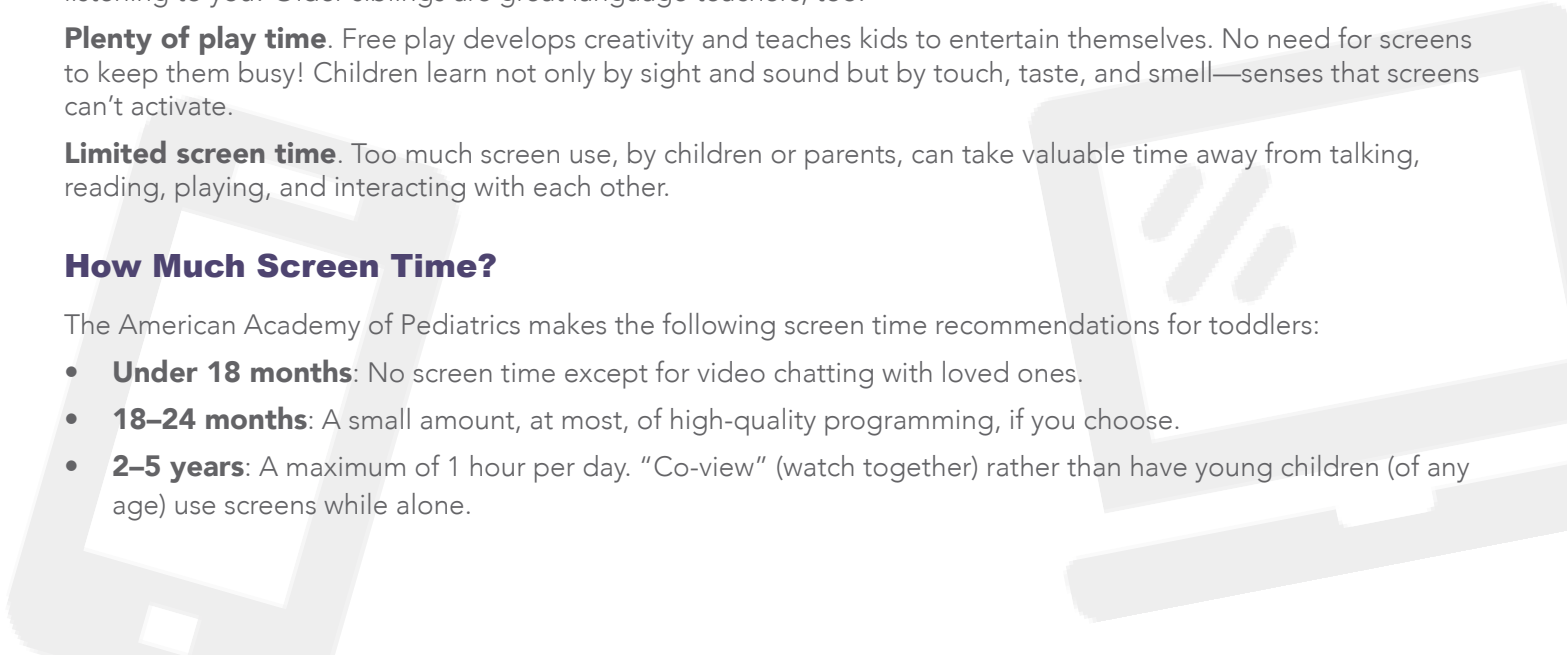 Plenty of play time. Free play develops creativity and teaches kids to entertain themselves. No need for screens
to keep them busy! Children learn not only by sight and sound but by touch, taste, and smell—senses that screens
can't activate.
Limited screen time. Too much screen use, by children or parents, can take valuable time away from talking,
reading, playing, and interacting with each other.
How Much Screen Time?
The American Academy of Pediatrics makes the following screen time recommendations for toddlers:
• Under 18 months: No screen time except for video chatting with loved ones.
• 18–24 months: A small amount, at most, of high-quality programming, if you choose.
• 2–5 years: A maximum of 1 hour per day. “Co-view” (watch together) rather than have young children (of any
age) use screens while alone.